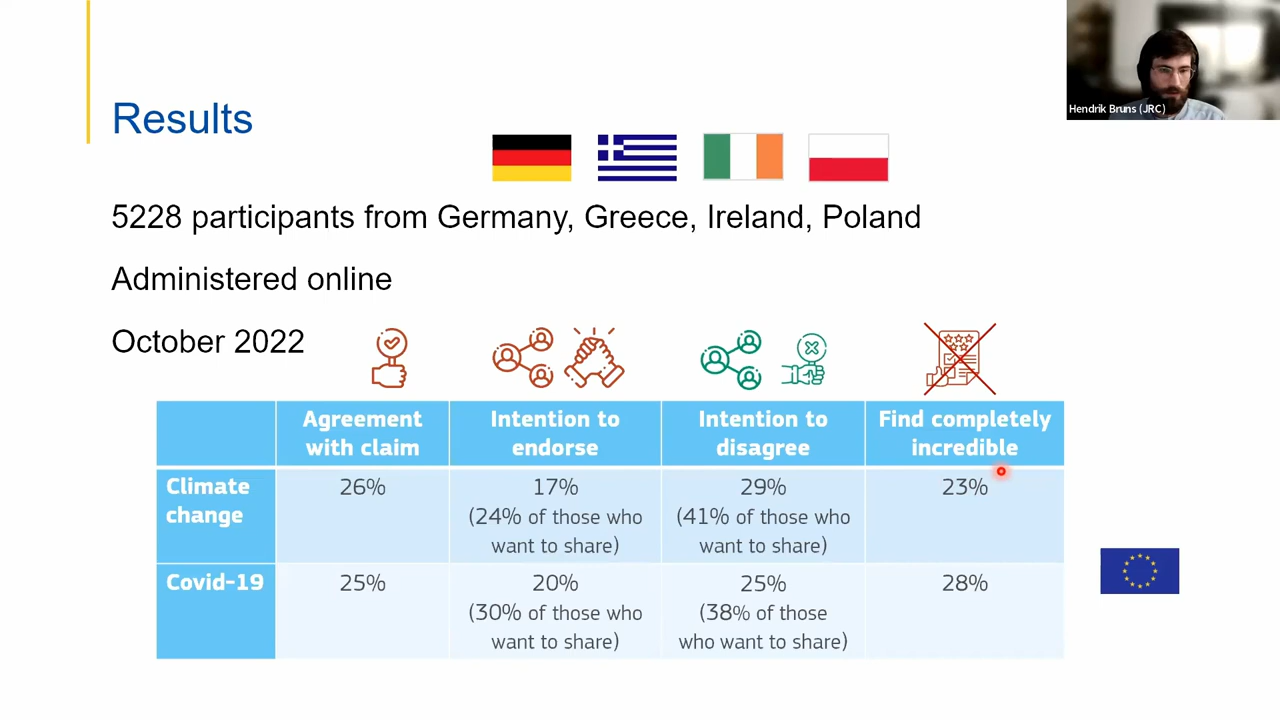 Hendrik Bruns (JRC)
Results
5228 participants from Germany, Greece, Ireland, Poland
Administered online
October 2022
Agreement with claim
Intention to endorse
Intention to disagree
Find completely incredible
Climate change
26%
17%
(24% of those who
want to share)
29%
(41% of those who
want to share)
23%
Covid-19
25%
20%
(30% of those who
want to share)
25%
(38% of those
who want to share)
28%